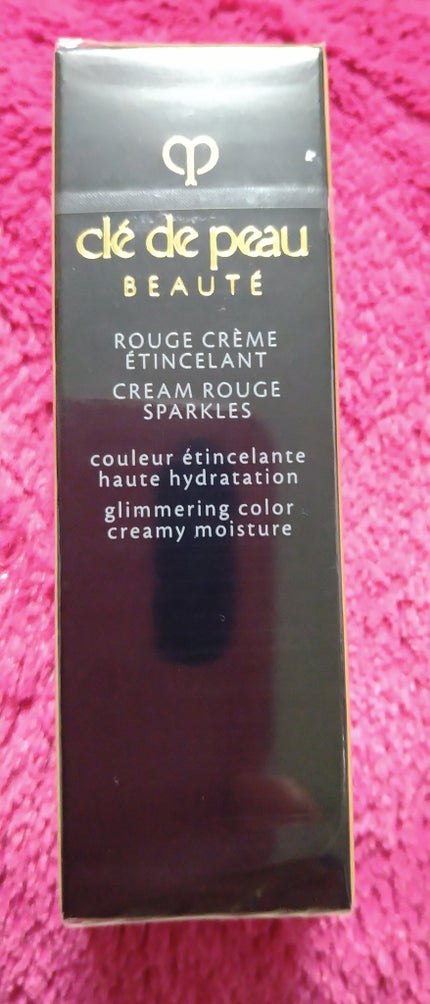 clé de peau
BEAUTÉ
ROUGE CRÈME
ÉTINCELANT
CREAM ROUGE
SPARKLES
couleur étincelante
haute hydratation
glimmering color
creamy moisture